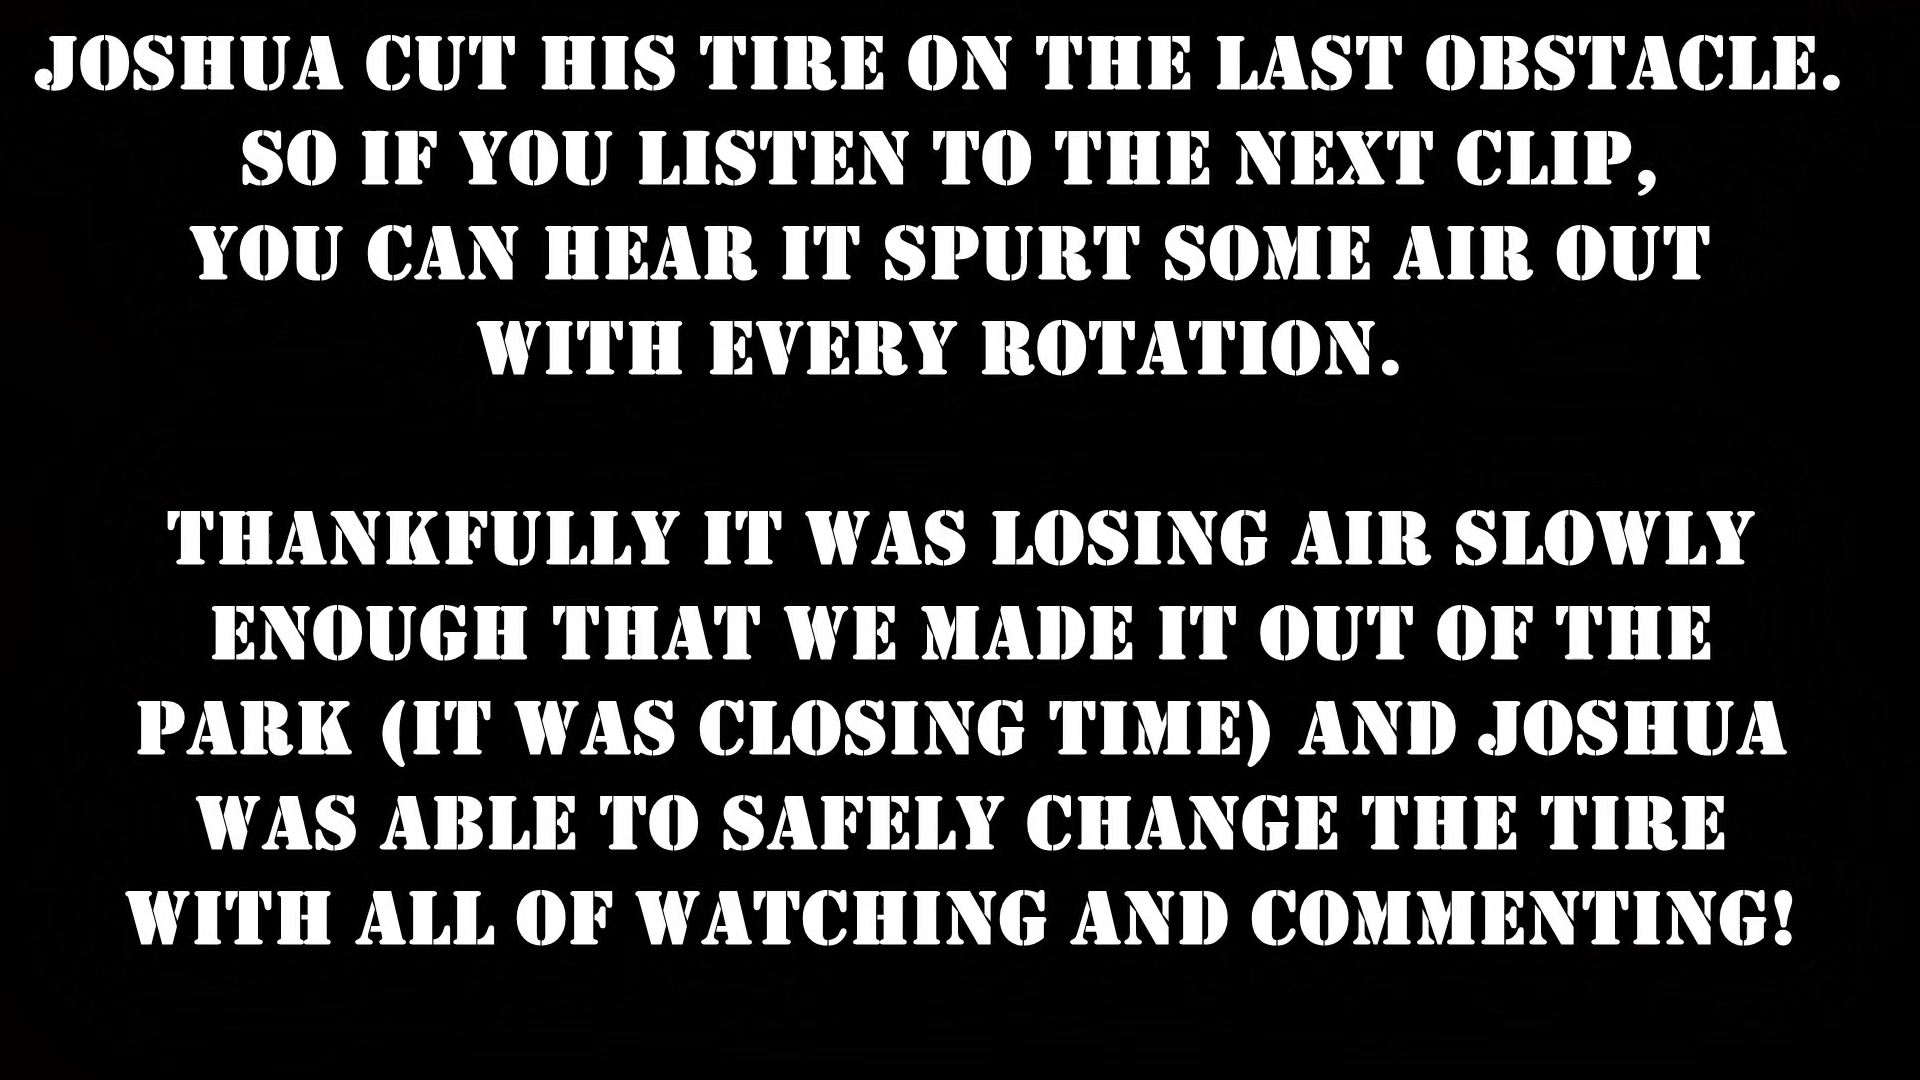 JOSHUA CUT HIS TIRE ON THE LAST OBSTACLE.
SO IF YOU LISTEN TO THE NEXT CLIP,
YOU CAN HEAR IT SPURT SOME AIR OUT
WITH EVERY ROTATION.
THANKFULLY IT WAS LOSING AIR SLOWLY
ENOUGH THAT WE MADE IT OUT OF THE
PARK (IT WAS CLOSING TIME) AND JOSHUA
WAS ABLE TO SAFELY CHANGE THE TIRE
WITH ALL OF WATCHING AND COMMENTING!